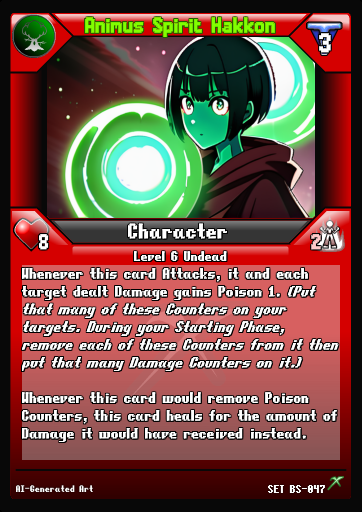 Animus Spirit Hakkon
3
Character
8
2
Level 6 Undead
Whenever this card Attacks, it and each
target dealt Damage gains Poison 1. (Put
that many of these Counters on your
targets. During your Starting Phase,
remove each of these Counters from it then
put that many Damage Counters on it.)
Whenever this card would remove Poison
Counters, this card heals for the amount of
Damage it would have received instead.
AI-Generated Art
SET BS-047